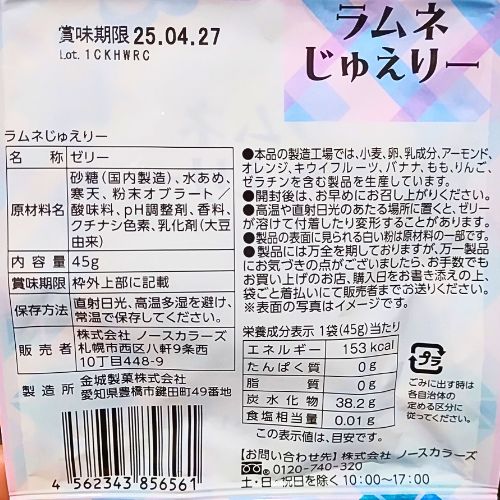 賞味期限 25.04.27
Lot. 1CKHWRC
ラムネ
じゅえりー
ラムネじゅえりー
名 称 ゼリー
原材料名 砂糖(国内製造)、水あめ、
寒天、粉末オブラート/
酸味料、pH調整剤、香料、
クチナシ色素、乳化剤(大豆
由来)
内 容 量 45g
賞味期限 枠外上部に記載
保存方法 直射日光、高温多湿を避け、
常温で保存してください。
販 売 者 株式会社 ノースカラーズ
札幌市西区八軒9条西
10丁目448-9
製 造 所 金城製菓株式会社
愛知県豊橋市鍵田町49番地
4 562343 856561
●本品の製造工場では、小麦、卵、乳成分、アーモンド、
オレンジ、キウイフルーツ、バナナ、もも、りんご、
ゼラチンを含む製品を生産しています。
●開封後は、お早めにお召し上がりください。
●高温や直射日光のあたる場所に置くと、ゼリー
が溶けて付着したり変形することがあります。
●製品の表面に見られる白い粉は原材料の一部です。
●製品には万全を期しておりますが、万一製品
にお気づきの点がございましたら、お手数でも
お買い上げのお店、購入日をお書き添えの上、
袋ごと着払いにて販売者までお送りください。
※表面の写真はイメージです。
栄養成分表示 1袋(45g)当たり
エネルギー 153 kcal
たんぱく質 0g
脂質 0g
炭水化物 38.2g
食塩相当量 0.01g
この表示値は、目安です。
プラ
ごみに出す時は
各自治体の
定める区分に
従ってください。
【お問い合わせ先】株式会社 ノースカラーズ
0120-740-320
土・日・祝日を除く10:00〜17:00